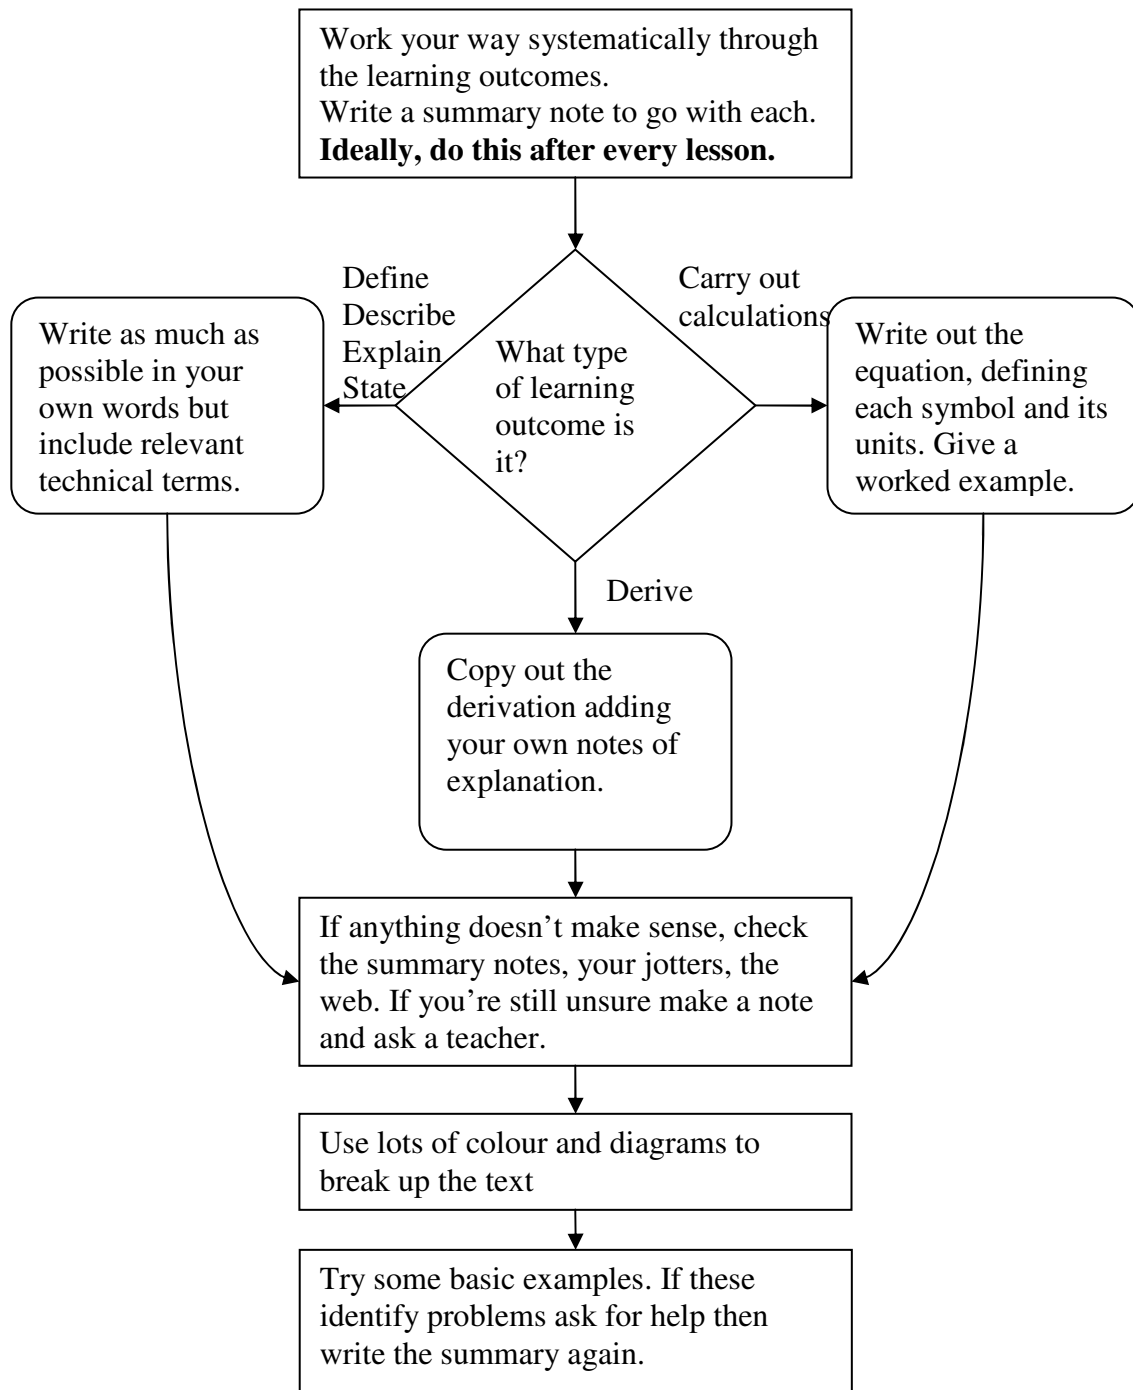 Work your way systematically through
the learning outcomes.
Write a summary note to go with each.
Ideally, do this after every lesson.
Define
Describe
Explain
State
Carry out
calculations
What type
of learning
outcome is
it?
Write as much as
possible in your
own words but
include relevant
technical terms.
Write out the
equation, defining
each symbol and its
units. Give a
worked example.
Derive
Copy out the
derivation adding
your own notes of
explanation.
If anything doesn’t make sense, check
the summary notes, your jotters, the
web. If you’re still unsure make a note
and ask a teacher.
Use lots of colour and diagrams to
break up the text
Try some basic examples. If these
identify problems ask for help then
write the summary again.